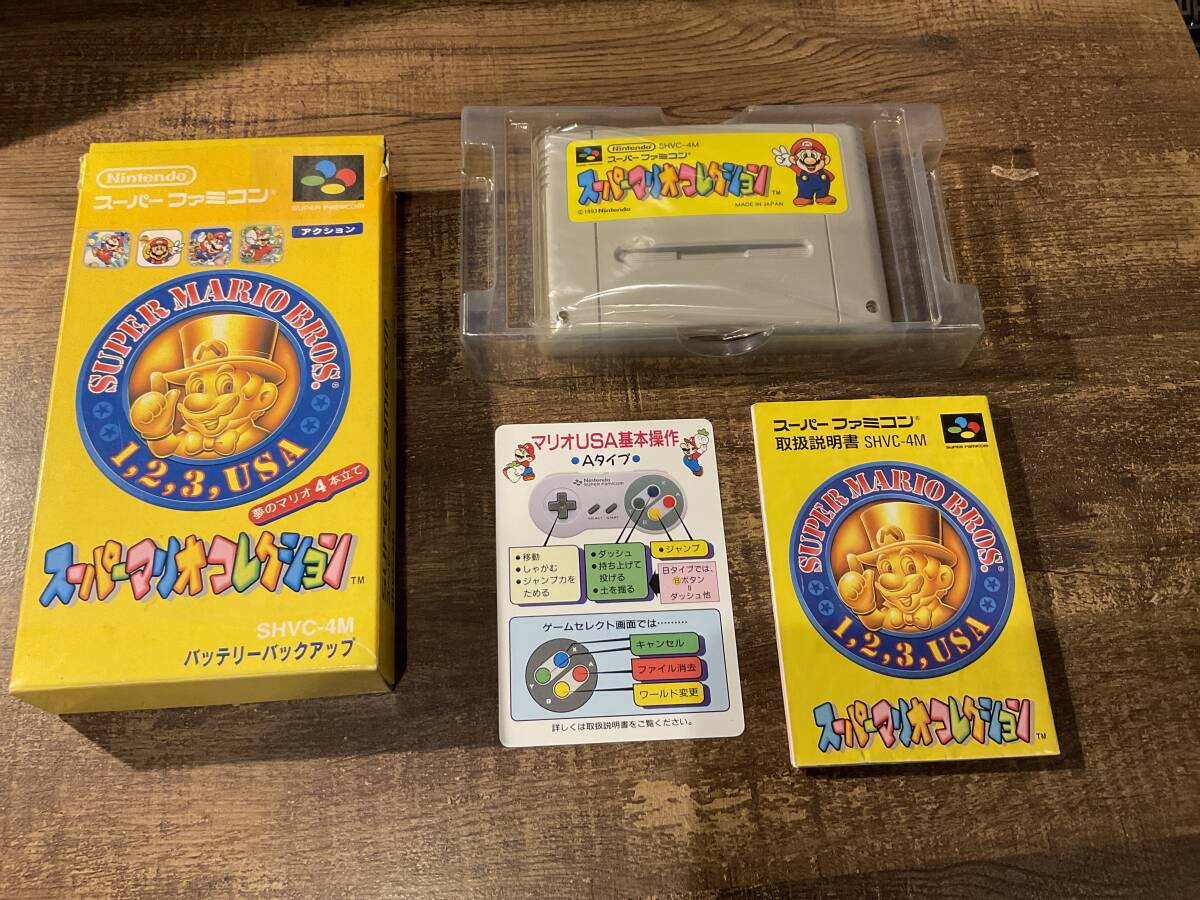 Nintendo
スーパーファミコン®
SUPER FAMICOM
アクション
SUPER MARIO BROS.®
1, 2, 3, USA
夢のマリオ4本立て
スーパーマリオコレクション™
SHVC-4M
バッテリーバックアップ
Nintendo SHVC-4M
スーパーファミコン®
スーパーマリオコレクション™
©1993 Nintendo
MADE IN JAPAN
マリオUSA基本操作
●Aタイプ●
Nintendo
SUPER FAMICOM
SELECT START
●移動
●しゃがむ
●ジャンプ力を
ためる
●ダッシュ
●持ち上げて
投げる
●土を掘る
●ジャンプ
Bタイプでは、
Bボタン
=
ダッシュ他
ゲームセレクト画面では………
キャンセル
ファイル消去
ワールド変更
詳しくは取扱説明書をご覧ください。
スーパーファミコン®
取扱説明書 SHVC-4M
SUPER FAMICOM
SUPER MARIO BROS.®
1, 2, 3, USA
スーパーマリオコレクション™